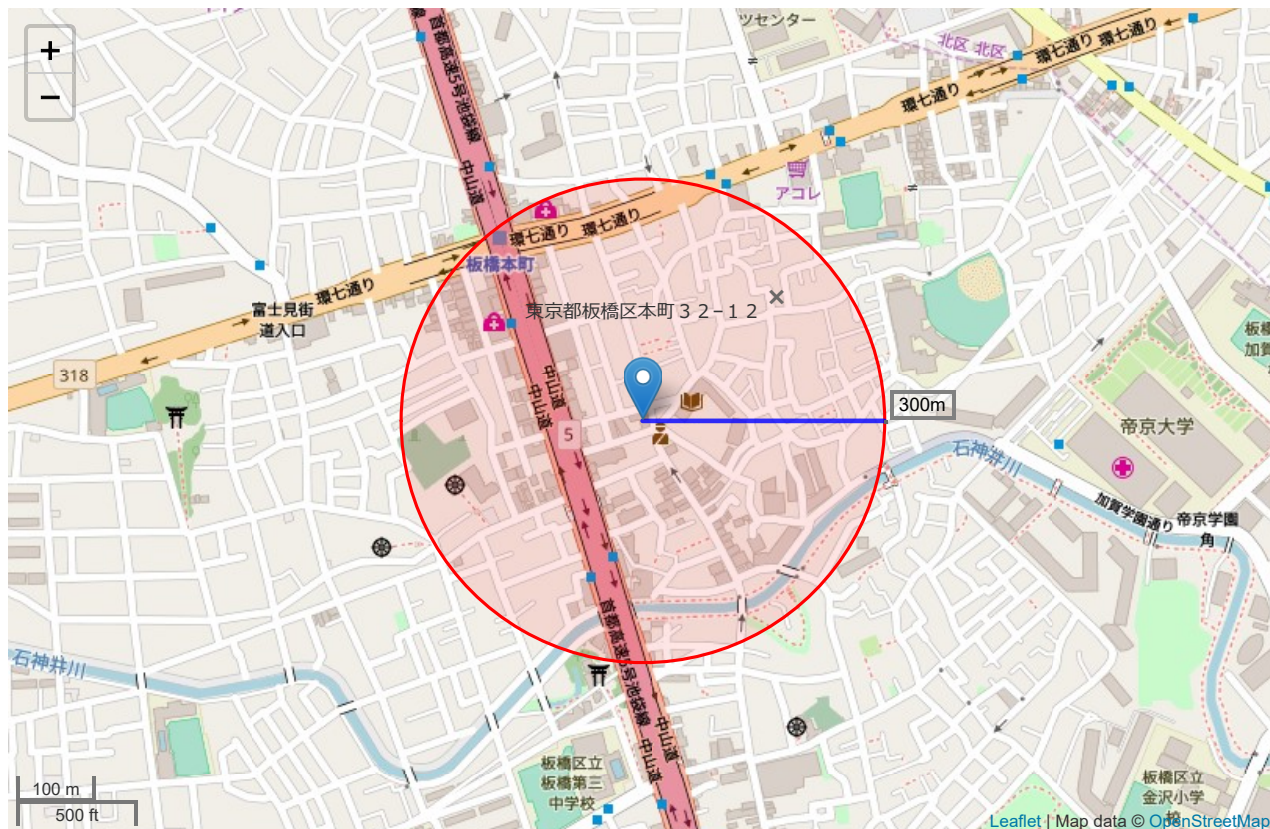 +
−
ツセンター
北区 北区
環七通り 環七通り
環七通り
首都高速5号池袋線
中山道
アコレ
環七通り 環七通り
板橋本町
環七通り
富士見街
道入口
318
東京都板橋区本町３２−１２
中山道
中山道
5
300m
帝京大学
石神井川
加賀学園通り
帝京学園
角
首都高速5号池袋線
石神井川
中山道
中山道
板橋区立
板橋第三
中学校
板橋区立
金沢小学
校
100 m
500 ft
Leaflet | Map data © OpenStreetMap